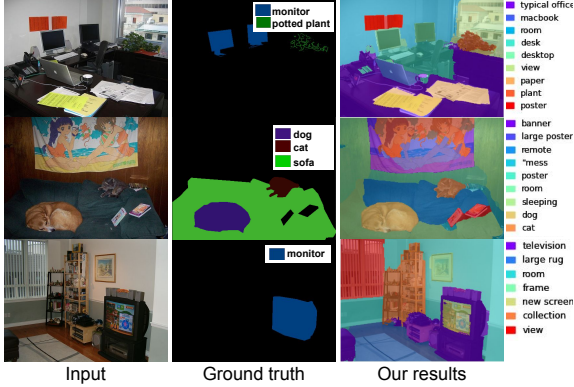 monitor
potted plant
typical office
macbook
room
desk
desktop
view
paper
plant
poster
dog
cat
sofa
banner
large poster
remote
"mess
poster
room
sleeping
dog
cat
monitor
television
large rug
room
frame
new screen
collection
view
Input
Ground truth
Our results